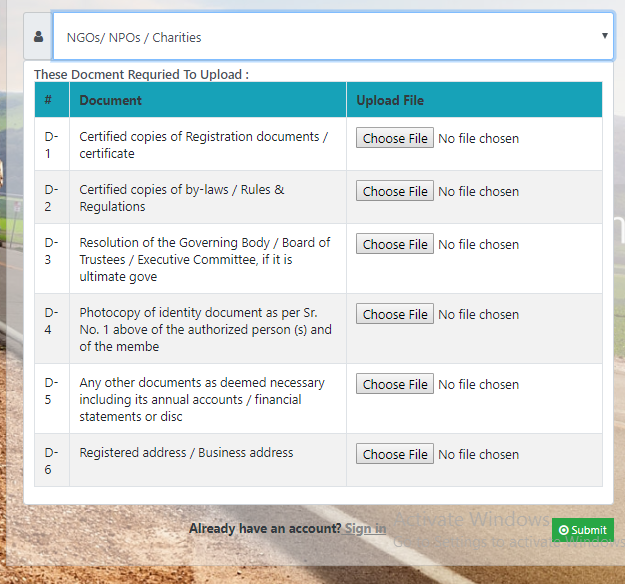 NGOs/ NPOs / Charities
These Docment Requried To Upload :
# Document Upload File
D-1 Certified copies of Registration documents / certificate Choose File No file chosen
D-2 Certified copies of by-laws / Rules & Regulations Choose File No file chosen
D-3 Resolution of the Governing Body / Board of Trustees / Executive Committee, if it is ultimate gove Choose File No file chosen
D-4 Photocopy of identity document as per Sr. No. 1 above of the authorized person (s) and of the membe Choose File No file chosen
D-5 Any other documents as deemed necessary including its annual accounts / financial statements or disc Choose File No file chosen
D-6 Registered address / Business address Choose File No file chosen
Already have an account? Sign in
Activate Windows
Submit